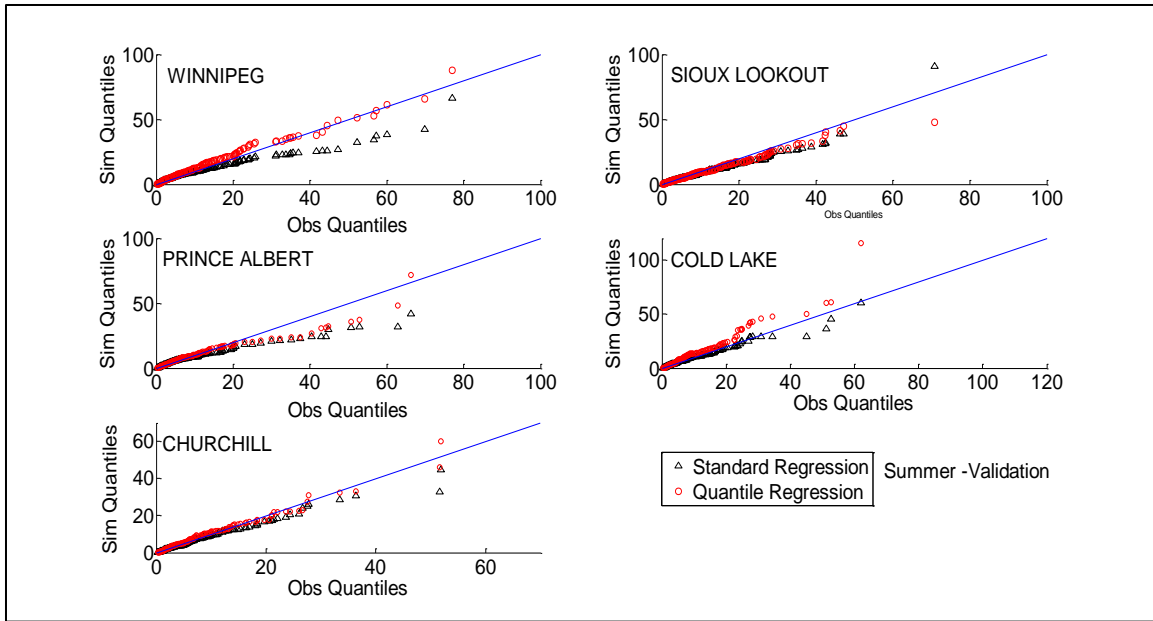 WINNIPEG
Sim Quantiles
100
50
0
0 20 40 60 80 100
Obs Quantiles
SIOUX LOOKOUT
Sim Quantiles
100
50
0
0 20 40 60 80 100
Obs Quantiles
PRINCE ALBERT
Sim Quantiles
100
50
0
0 20 40 60 80 100
Obs Quantiles
COLD LAKE
Sim Quantiles
100
50
0
0 20 40 60 80 100 120
Obs Quantiles
CHURCHILL
Sim Quantiles
60
40
20
0
0 20 40 60
Obs Quantiles
Standard Regression
Quantile Regression
Summer -Validation